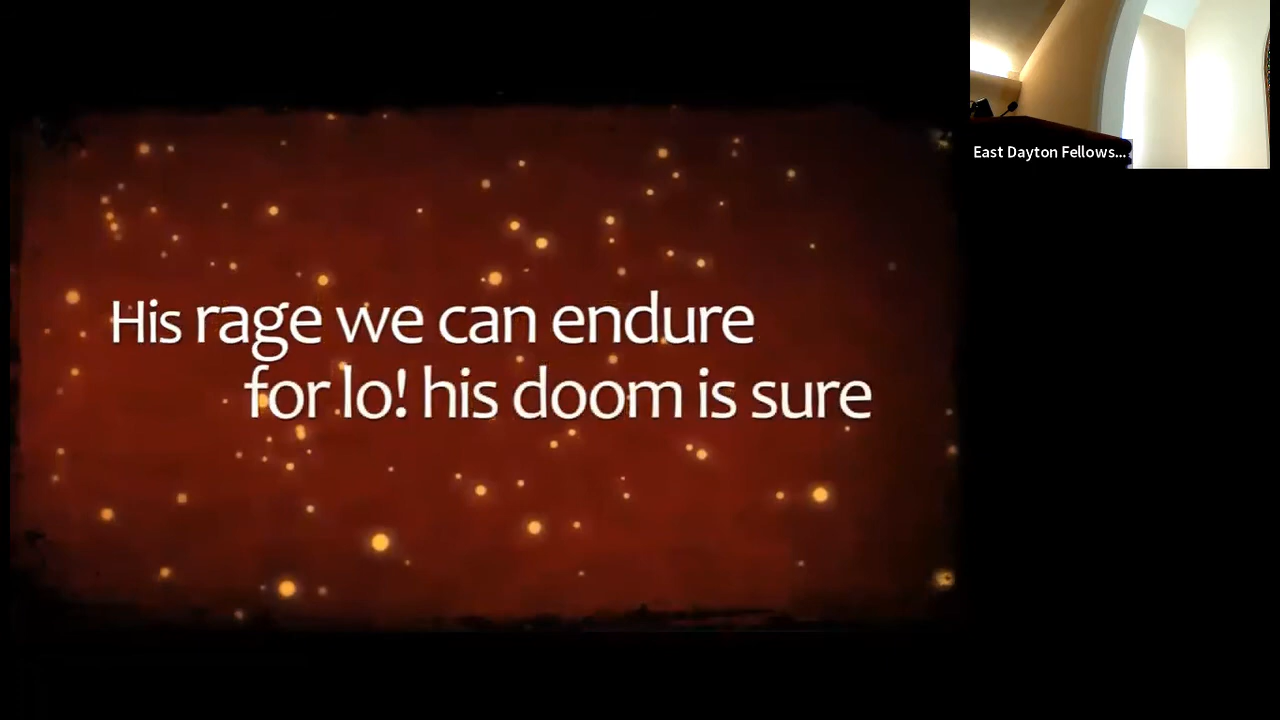 His rage we can endure
for lo! his doom is sure
East Dayton Fellows...